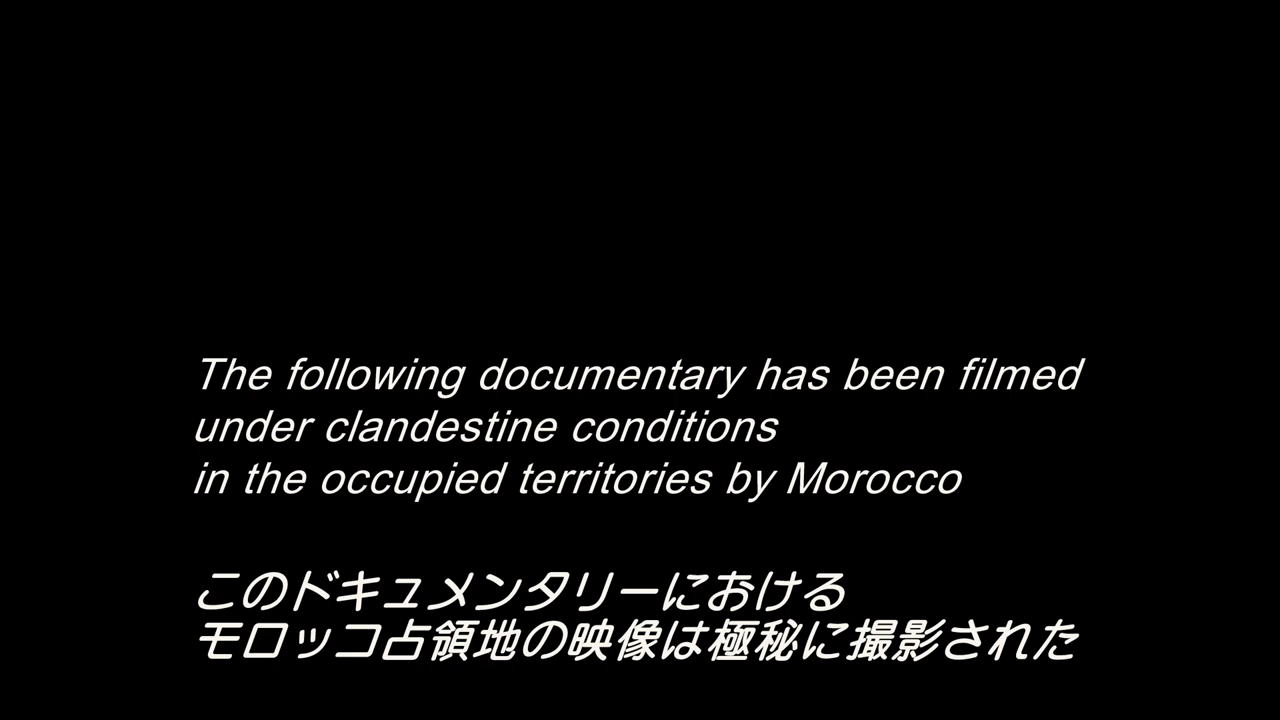 The following documentary has been filmed
under clandestine conditions
in the occupied territories by Morocco
このドキュメンタリーにおける
モロッコ占領地の映像は極秘に撮影された